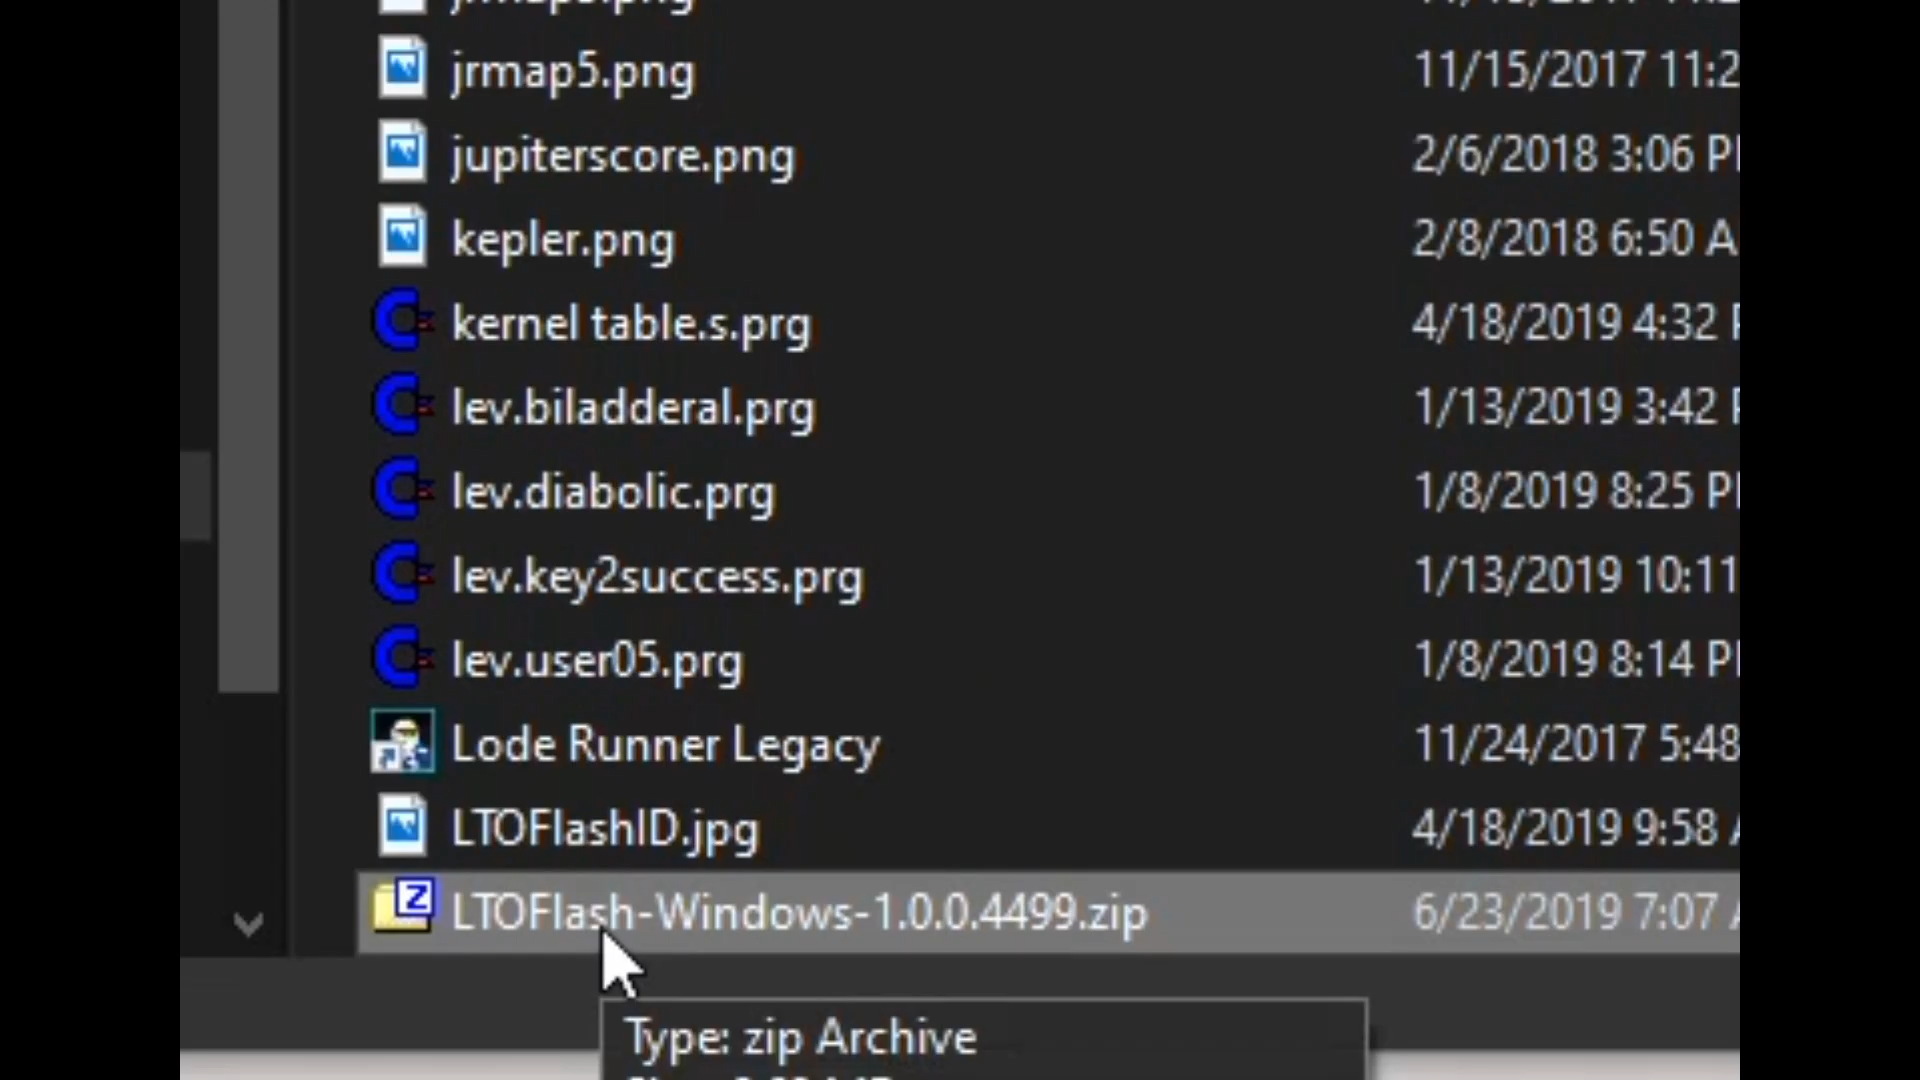 jrmap5.png 11/15/2017 11:2
jupiterscore.png 2/6/2018 3:06 P
kepler.png 2/8/2018 6:50 A
kernel table.s.prg 4/18/2019 4:32
lev.biladderal.prg 1/13/2019 3:42
lev.diabolic.prg 1/8/2019 8:25 P
lev.key2success.prg 1/13/2019 10:11
lev.user05.prg 1/8/2019 8:14 P
Lode Runner Legacy 11/24/2017 5:48
LTOFlashID.jpg 4/18/2019 9:58
Z LTOFlash-Windows-1.0.0.4499.zip 6/23/2019 7:07
Type: zip Archive